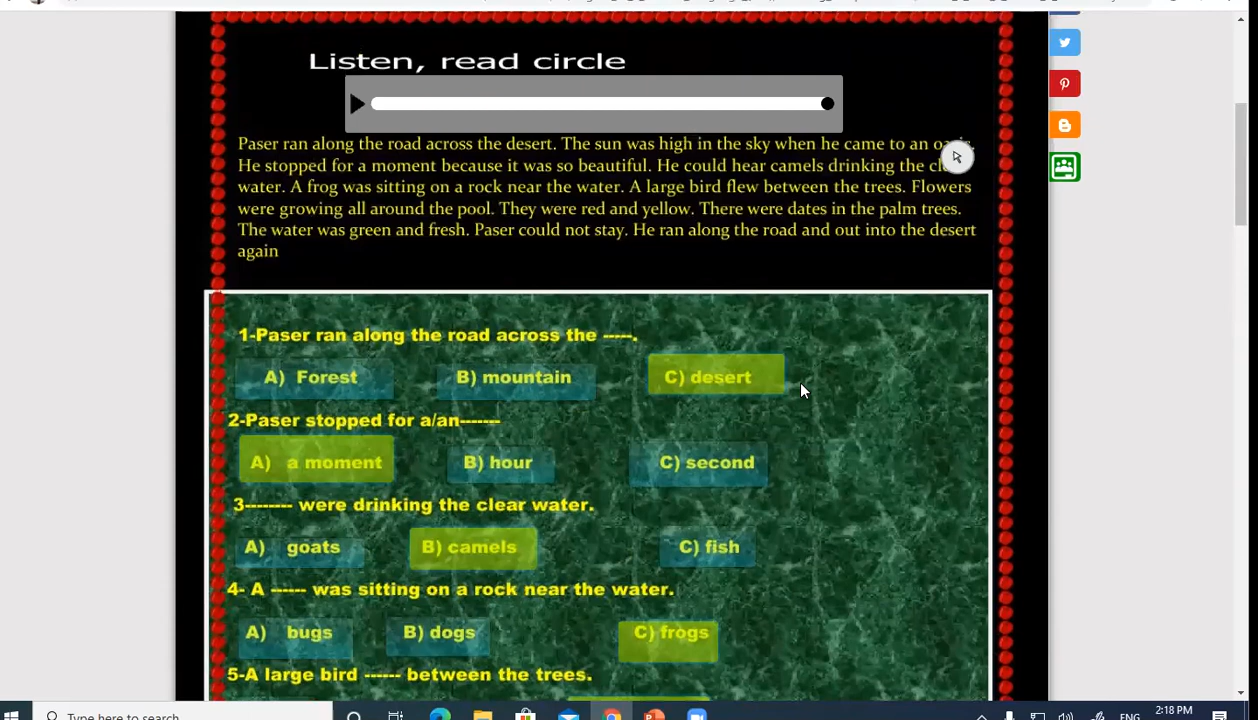 Listen, read circle
Paser ran along the road across the desert. The sun was high in the sky when he came to an
He stopped for a moment because it was so beautiful. He could hear camels drinking the
water. A frog was sitting on a rock near the water. A large bird flew between the trees. Flowers
were growing all around the pool. They were red and yellow. There were dates in the palm trees.
The water was green and fresh. Paser could not stay. He ran along the road and out into the desert
again
1-Paser ran along the road across the -----.
A) Forest B) mountain C) desert
2-Paser stopped for a/an-------
A) a moment B) hour C) second
3-------- were drinking the clear water.
A) goats B) camels C) fish
4- A ------ was sitting on a rock near the water.
A) bugs B) dogs C) frogs
5-A large bird ------ between the trees.
Type here to search
ENG
2:18 PM